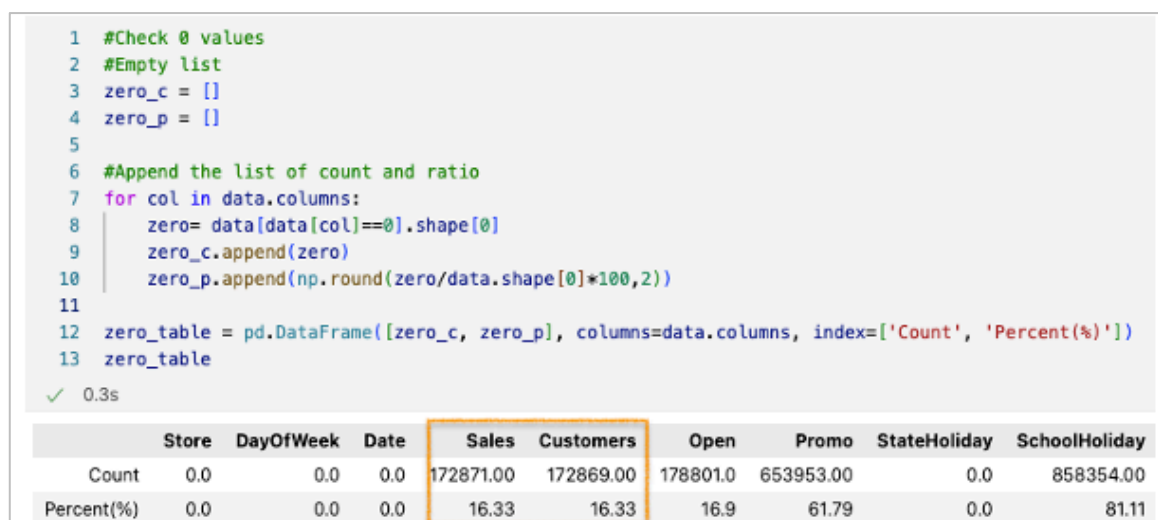 1 #Check 0 values
2 #Empty list
3 zero_c = []
4 zero_p = []
5
6 #Append the list of count and ratio
7 for col in data.columns:
8 zero= data[data[col]==0].shape[0]
9 zero_c.append(zero)
10 zero_p.append(np.round(zero/data.shape[0]*100,2))
11
12 zero_table = pd.DataFrame([zero_c, zero_p], columns=data.columns, index=['Count', 'Percent(%)'])
13 zero_table
✓ 0.3s
Store DayOfWeek Date Sales Customers Open Promo StateHoliday SchoolHoliday
Count 0.0 0.0 0.0 172871.00 172869.00 178801.0 653953.00 0.0 858354.00
Percent(%) 0.0 0.0 0.0 16.33 16.33 16.9 61.79 0.0 81.11